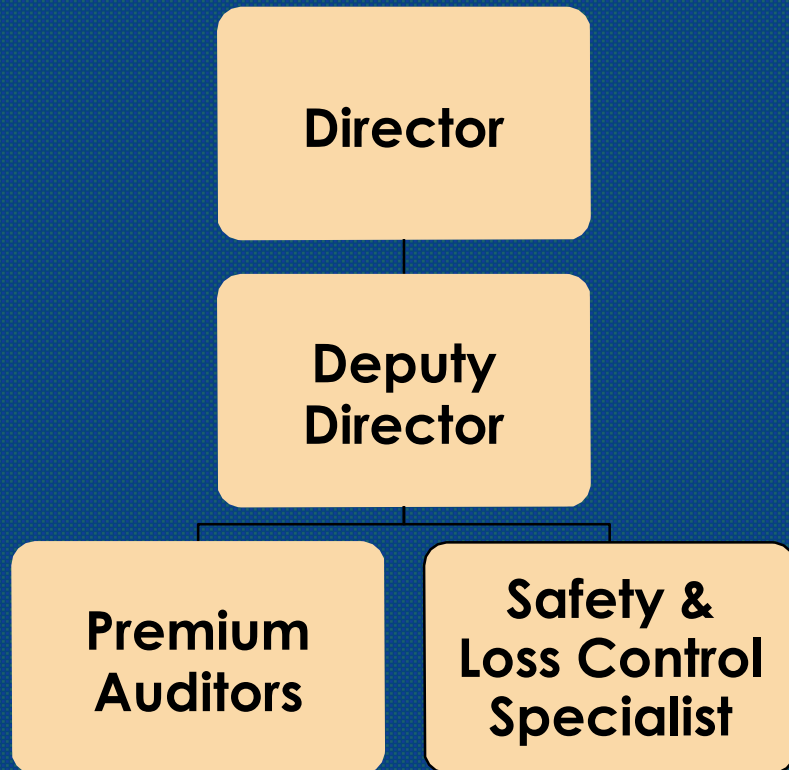 Director
Deputy
Director
Premium
Auditors
Safety &
Loss Control
Specialist